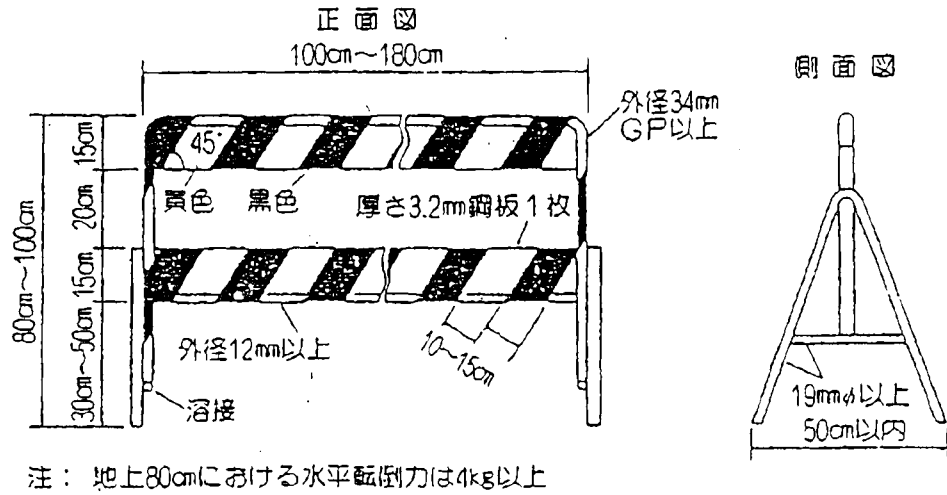 正面図
100cm～180cm
側面図
外径34mm
GP以上
15cm
45°
黄色
黒色
厚さ3.2mm鋼板1枚
20cm
80cm～100cm
15cm
30cm～50cm
外径12mm以上
10～15cm
溶接
19mmφ以上
50cm以内
注： 地上80cmにおける水平転倒力は4kg以上